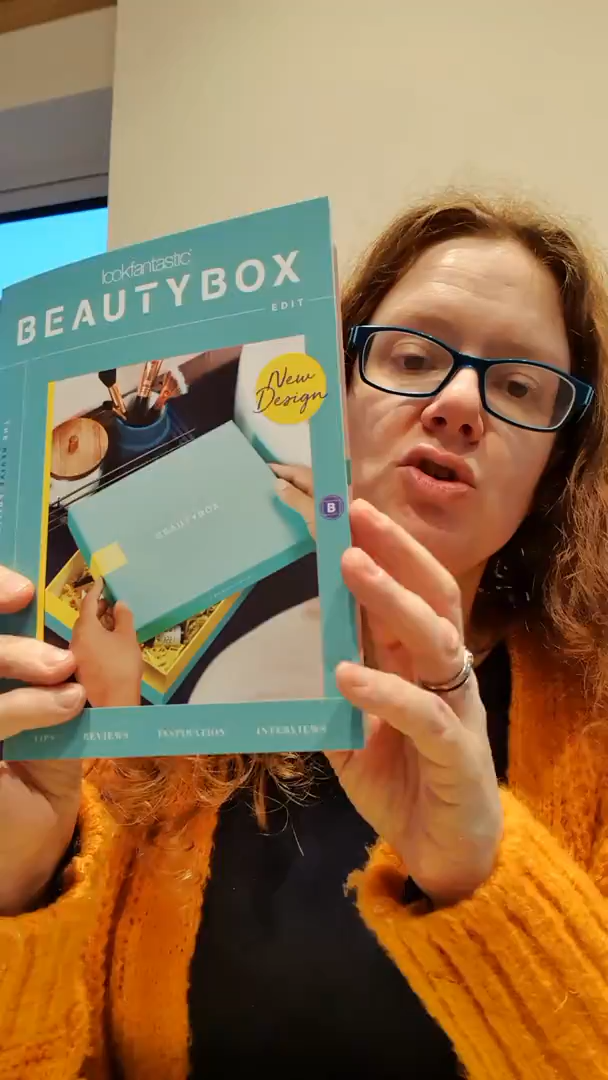 lookfantastic
BEAUTYBOX
EDIT
New
Design
BEAUTYBOX
B
TIPS REVIEWS INSPIRATION INTERVIEWS